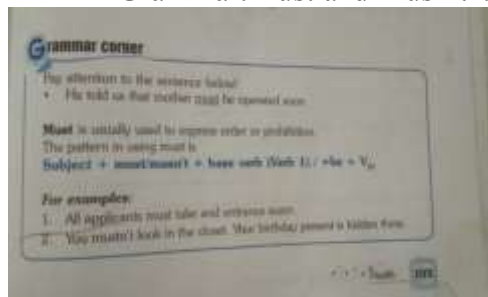 Grammar corner
Pay attention to the sentence below!
• He told us that mother must be opened soon
Must is usually used to express order or prohibition.
The pattern in using must is
Subject + must/mustn't + base verb (Verb 1) / +be +
For examples:
1. All applicants must take and entrance exam.
2. You mustn't look in the closet. Your birthday present is hidden there.